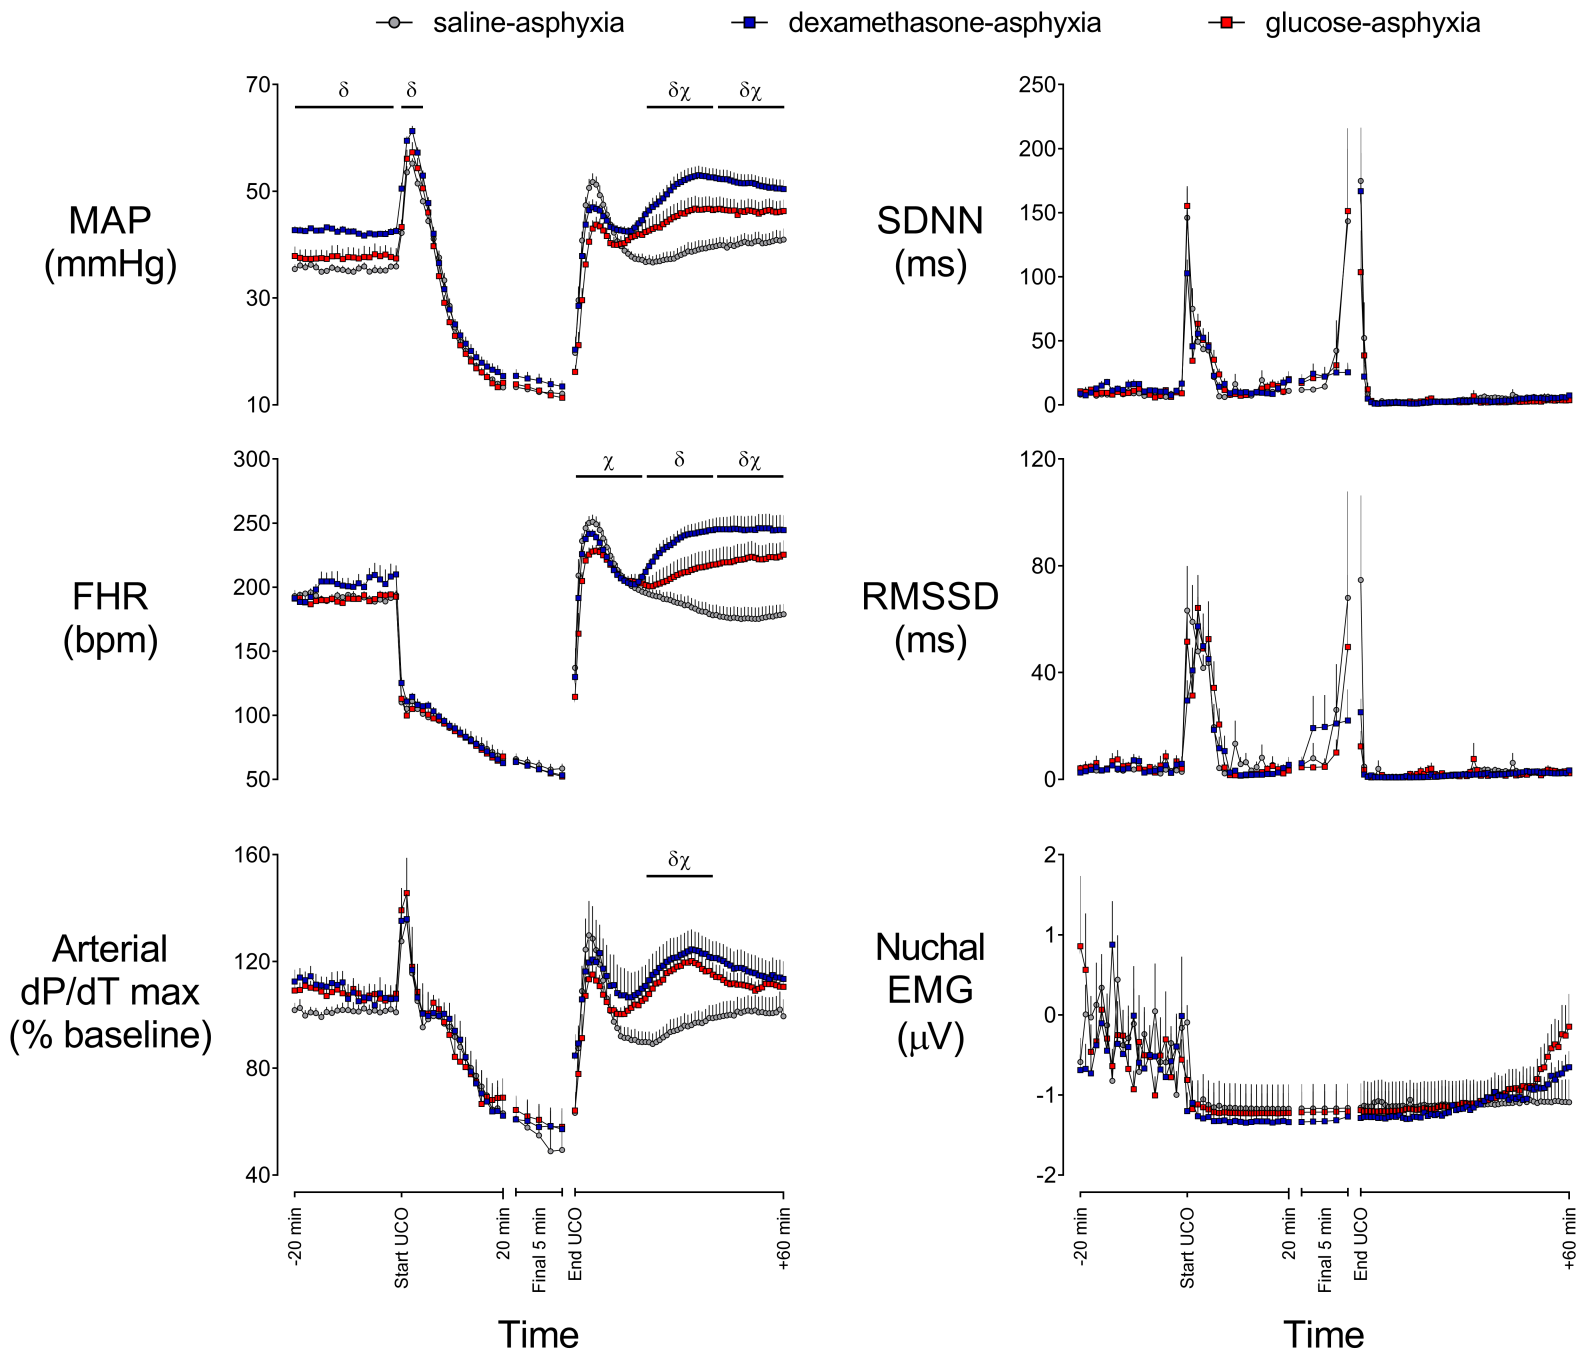 saline-asphyxia dexamethasone-asphyxia glucose-asphyxia
MAP
(mmHg)
70
50
30
10
δ δ δχ δχ
SDNN
(ms)
250
200
150
100
50
0
FHR
(bpm)
300
250
200
150
100
50
χ δ δχ
RMSSD
(ms)
120
80
40
0
Arterial
dP/dT max
(% baseline)
160
120
80
40
δχ
Nuchal
EMG
(μV)
2
1
0
-1
-2
-20 min
Start UCO
20 min
Final 5 min
End UCO
+60 min
Time
-20 min
Start UCO
20 min
Final 5 min
End UCO
+60 min
Time